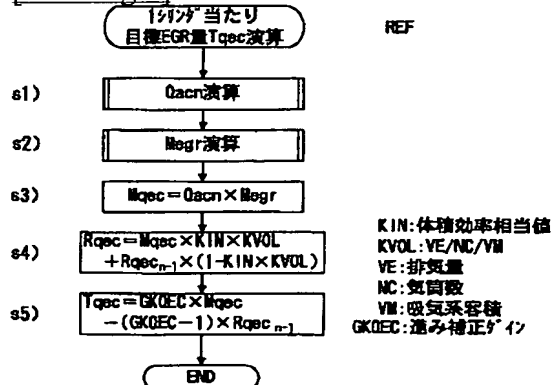 1シリンダ当たり
目標EGR量Tqec演算
REF
s1)
Qacn演算
s2)
Megr演算
s3)
Mqec=Qacn×Megr
s4)
Rqec=Mqec×KIN×KVOL
+Rqecn-1×(1-KIN×KVOL)
s5)
Tqec=GKQEC×Mqec
-(GKQEC-1)×Rqecn-1
END
KIN:体積効率相当値
KVOL:VE/NC/VM
VE:排気量
NC:気筒数
VM:吸気系容積
GKQEC:進み補正ゲイン